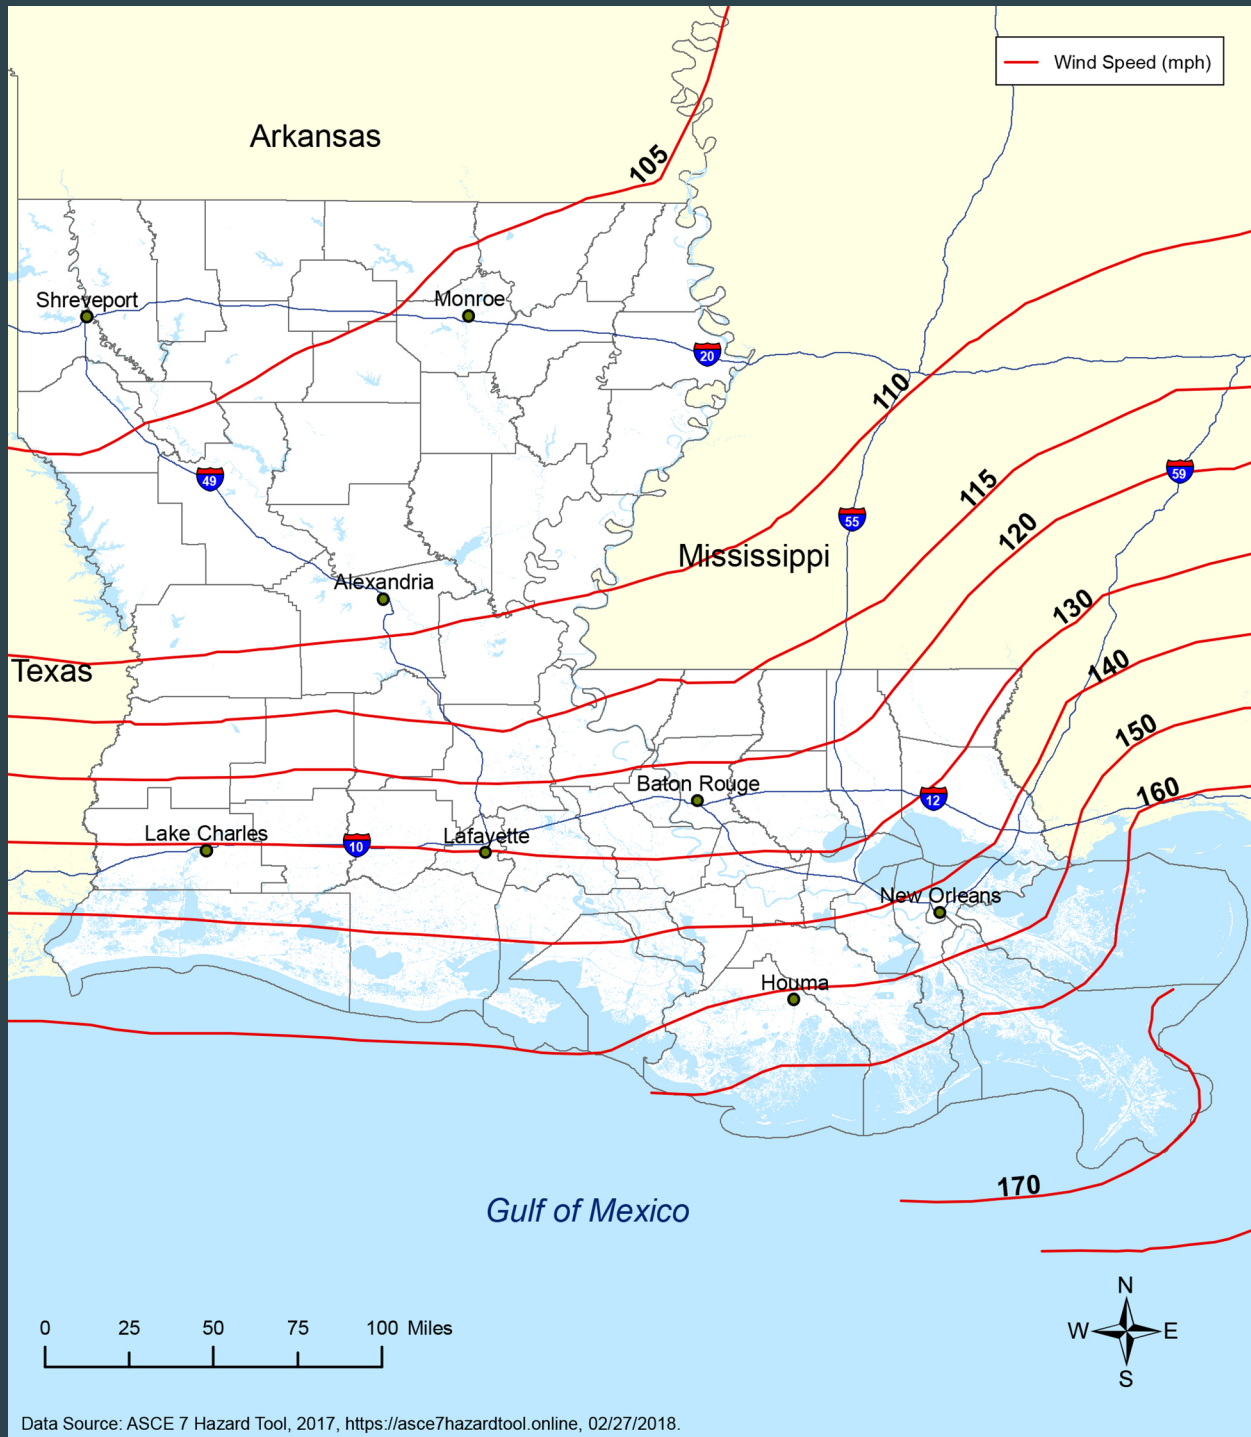 Wind Speed (mph)
Arkansas
105
Shreveport
Monroe
20
110
49
115
59
55
120
Mississippi
Alexandria
130
Texas
140
150
Baton Rouge
160
12
Lake Charles
10
Lafayette
New Orleans
Houma
170
Gulf of Mexico
N
W E
S
0 25 50 75 100 Miles
Data Source: ASCE 7 Hazard Tool, 2017, https://asce7hazardtool.online, 02/27/2018.